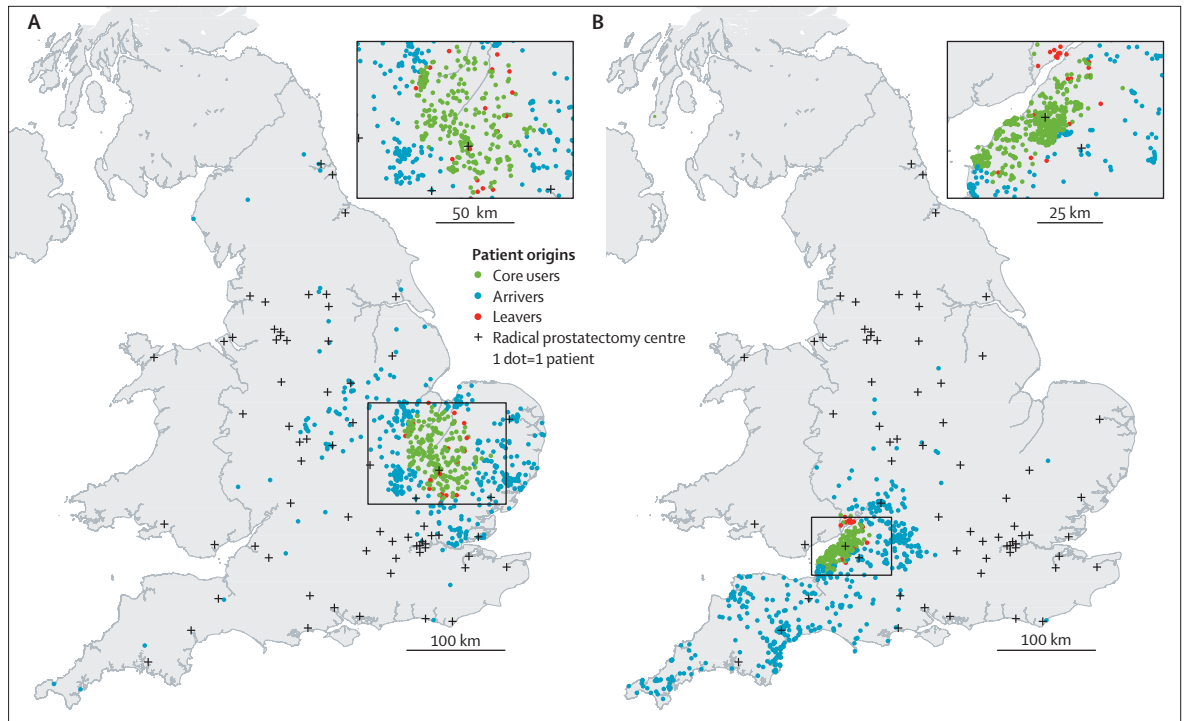 A
B
50 km
25 km
Patient origins
Core users
Arrivers
Leavers
Radical prostatectomy centre
1 dot=1 patient
100 km
100 km